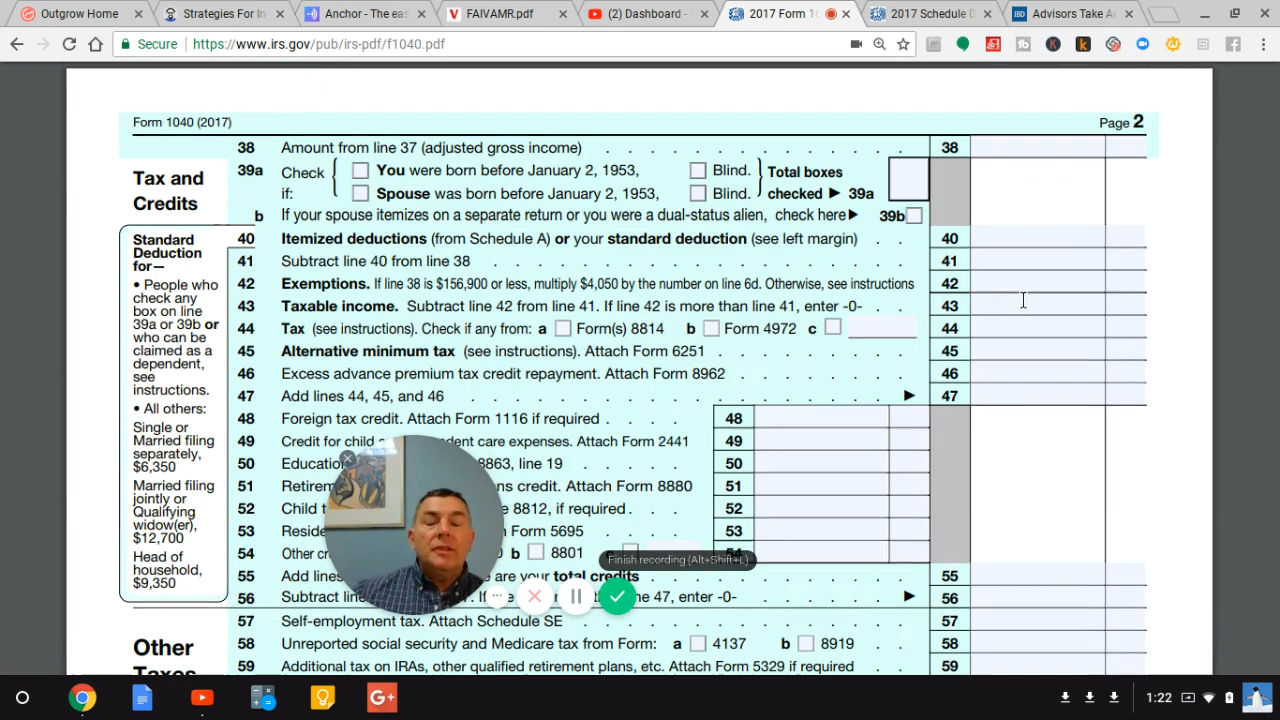 Outgrow Home
Strategies For In
Anchor - The eas
FAIVAMR.pdf
(2) Dashboard -
2017 Form 1
2017 Schedule D
Advisors Take A
Secure https://www.irs.gov/pub/irs-pdf/f1040.pdf
Form 1040 (2017) Page 2
38 Amount from line 37 (adjusted gross income) . . . 38
39a Check if: You were born before January 2, 1953, Blind. Total boxes
Spouse was born before January 2, 1953, Blind. checked ► 39a
b If your spouse itemizes on a separate return or you were a dual-status alien, check here► 39b
40 Itemized deductions (from Schedule A) or your standard deduction (see left margin) . . 40
41 Subtract line 40 from line 38 . . . 41
42 Exemptions. If line 38 is $156,900 or less, multiply $4,050 by the number on line 6d. Otherwise, see instructions 42
43 Taxable income. Subtract line 42 from line 41. If line 42 is more than line 41, enter -0- . . 43
44 Tax (see instructions). Check if any from: a Form(s) 8814 b Form 4972 c 44
45 Alternative minimum tax (see instructions). Attach Form 6251 . . . 45
46 Excess advance premium tax credit repayment. Attach Form 8962 . . . 46
47 Add lines 44, 45, and 46 . . . ► 47
48 Foreign tax credit. Attach Form 1116 if required . . . . 48
49 Credit for child a endent care expenses. Attach Form 2441 49
50 Educatio 8863, line 19 . . . . . 50
51 Retirem ns credit. Attach Form 8880 51
52 Child t e 8812, if required . . . 52
53 Reside Form 5695 . . . . 53
54 Other cr b 8801 54
55 Add lines e are your total credits . . . 55
56 Subtract line If line 47, enter -0- . . . ► 56
57 Self-employment tax. Attach Schedule SE . . . 57
58 Unreported social security and Medicare tax from Form: a 4137 b 8919 . . 58
59 Additional tax on IRAs, other qualified retirement plans, etc. Attach Form 5329 if required . . 59
Tax and
Credits
Standard
Deduction
for—
• People who
check any
box on line
39a or 39b or
who can be
claimed as a
dependent,
see
instructions.
• All others:
Single or
Married filing
separately,
$6,350
Married filing
jointly or
Qualifying
widow(er),
$12,700
Head of
household,
$9,350
Other
Taxes
Finish recording (Alt+Shift+L)
1:22